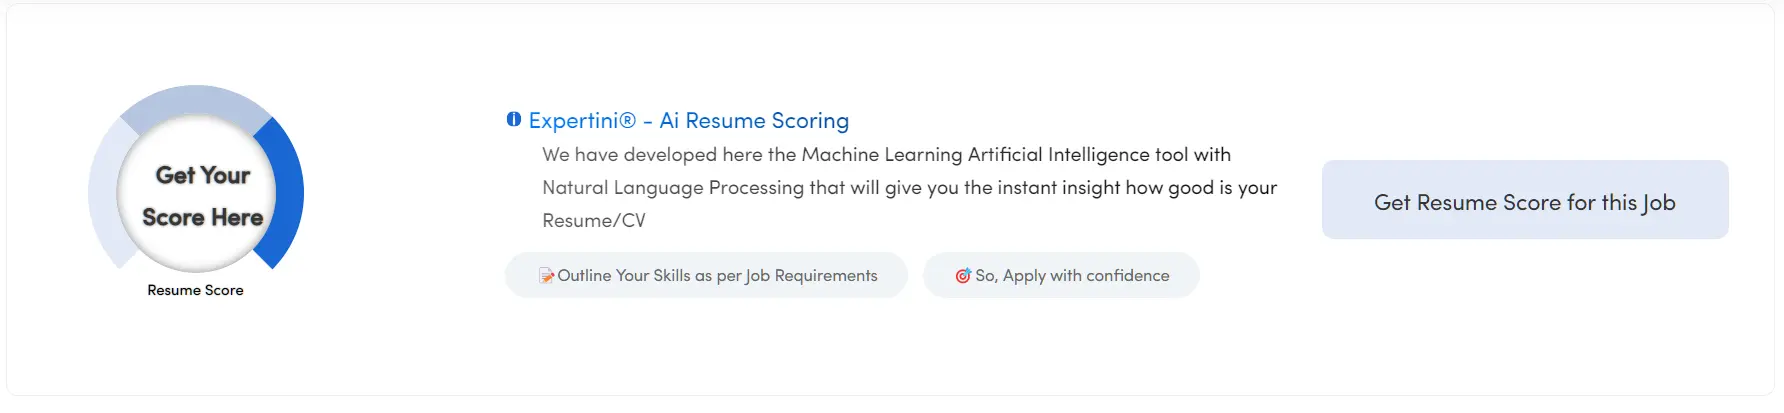 Get Your
Score Here
Resume Score
Expertini® - Ai Resume Scoring
We have developed here the Machine Learning Artificial Intelligence tool with
Natural Language Processing that will give you the instant insight how good is your
Resume/CV
📝Outline Your Skills as per Job Requirements
🎯 So, Apply with confidence
Get Resume Score for this Job